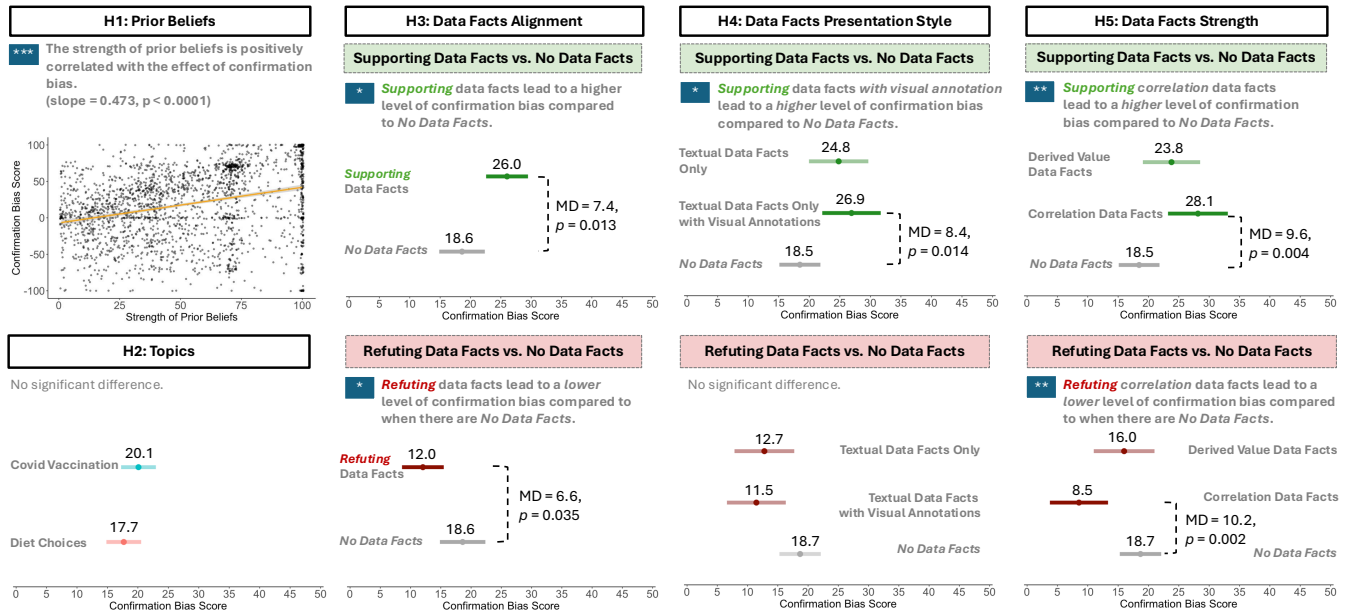 H1: Prior Beliefs
*** The strength of prior beliefs is positively
correlated with the effect of confirmation
bias.
(slope = 0.473, p < 0.0001)
Confirmation Bias Score
100
50
0
-50
-100
0 25 50 75 100
Strength of Prior Beliefs
H2: Topics
No significant difference.
Covid Vaccination 20.1
Diet Choices 17.7
0 5 10 15 20 25 30 35 40 45 50
Confirmation Bias Score
H3: Data Facts Alignment
Supporting Data Facts vs. No Data Facts
* Supporting data facts lead to a higher
level of confirmation bias compared
to No Data Facts.
26.0
Supporting
Data Facts
MD = 7.4,
p = 0.013
18.6
No Data Facts
0 5 10 15 20 25 30 35 40 45 50
Confirmation Bias Score
Refuting Data Facts vs. No Data Facts
* Refuting data facts lead to a lower
level of confirmation bias compared to
when there are No Data Facts.
Refuting 12.0
Data Facts
MD = 6.6,
p = 0.035
18.6
No Data Facts
0 5 10 15 20 25 30 35 40 45 50
Confirmation Bias Score
H4: Data Facts Presentation Style
Supporting Data Facts vs. No Data Facts
* Supporting data facts with visual annotation
lead to a higher level of confirmation bias
compared to No Data Facts.
24.8
Textual Data Facts
Only
26.9
Textual Data Facts Only
with Visual Annotations
MD = 8.4,
p = 0.014
18.5
No Data Facts
0 5 10 15 20 25 30 35 40 45 50
Confirmation Bias Score
Refuting Data Facts vs. No Data Facts
No significant difference.
12.7
Textual Data Facts Only
11.5
Textual Data Facts
with Visual Annotations
18.7
No Data Facts
0 5 10 15 20 25 30 35 40 45 50
Confirmation Bias Score
H5: Data Facts Strength
Supporting Data Facts vs. No Data Facts
** Supporting correlation data facts
lead to a higher level of confirmation
bias compared to No Data Facts.
23.8
Derived Value
Data Facts
28.1
Correlation Data Facts
MD = 9.6,
p = 0.004
18.5
No Data Facts
0 5 10 15 20 25 30 35 40 45 50
Confirmation Bias Score
Refuting Data Facts vs. No Data Facts
** Refuting correlation data facts lead to a
lower level of confirmation bias compared
to when there are No Data Facts.
16.0
Derived Value Data Facts
8.5
Correlation Data Facts
MD = 10.2,
p = 0.002
18.7
No Data Facts
0 5 10 15 20 25 30 35 40 45 50
Confirmation Bias Score